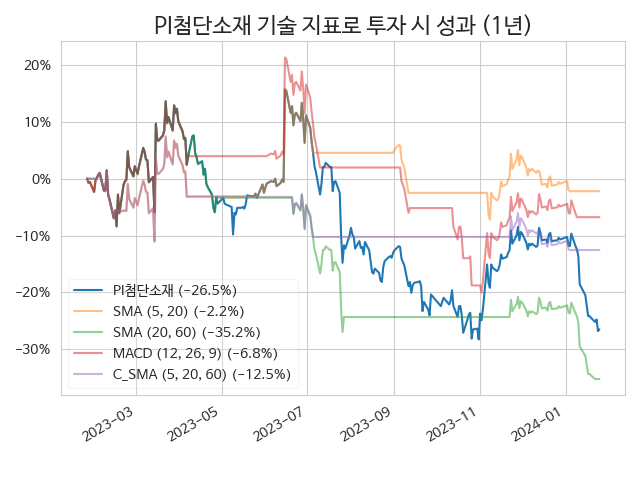 PI첨단소재 기술 지표로 투자 시 성과 (1년)
20%
10%
0%
−10%
−20%
−30%
PI첨단소재 (−26.5%)
SMA (5, 20) (−2.2%)
SMA (20, 60) (−35.2%)
MACD (12, 26, 9) (−6.8%)
C_SMA (5, 20, 60) (−12.5%)
2023−03
2023−05
2023−07
2023−09
2023−11
2024−01